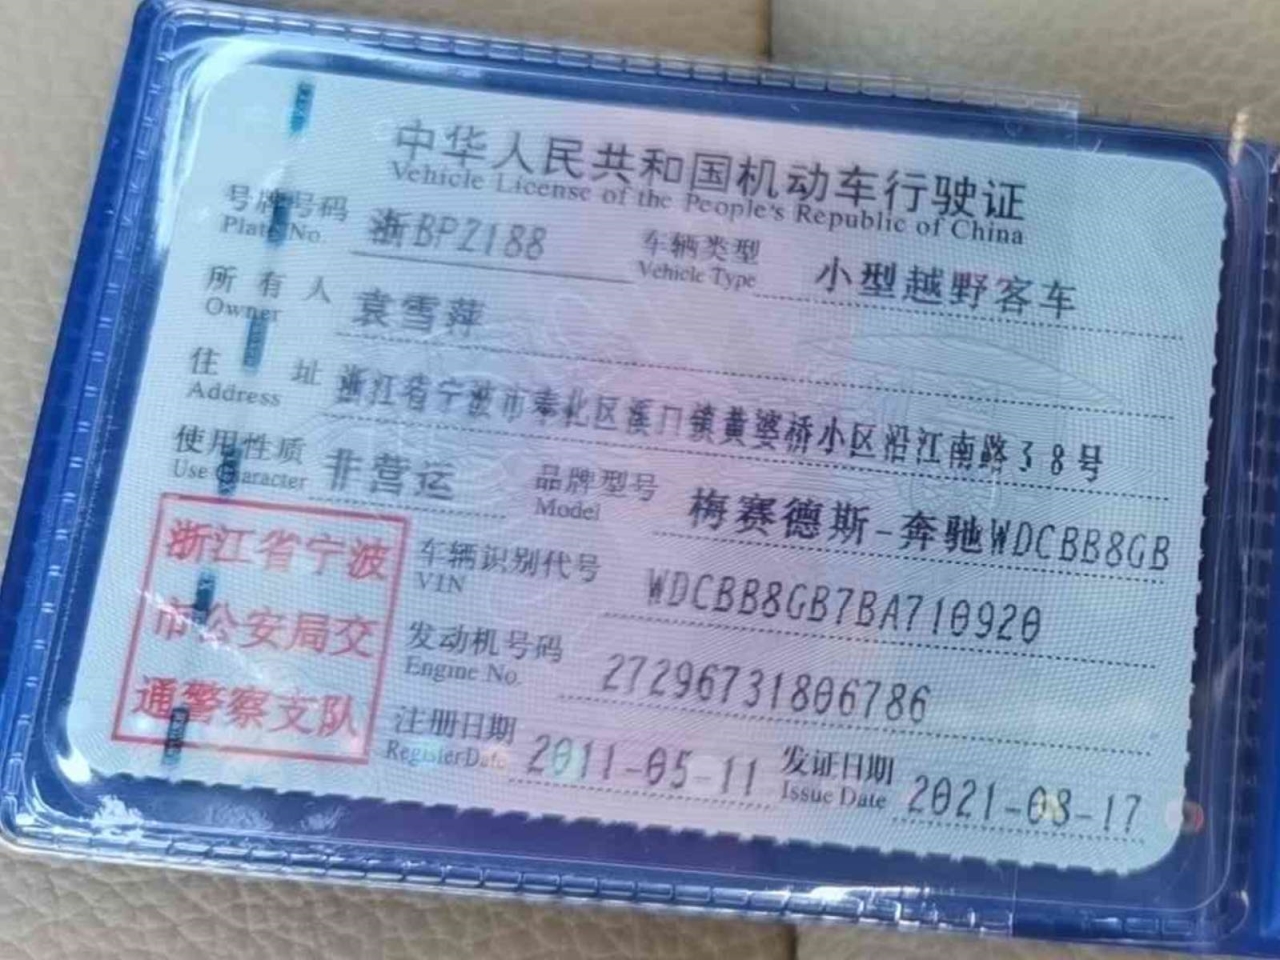 中华人民共和国机动车行驶证
Vehicle License of the People's Republic of China
号牌号码 浙BP2188 车辆类型 小型越野客车
Plate No. Vehicle Type
所有人 袁雪萍
Owner
住址 浙江省宁波市奉化区溪口镇黄婆桥小区沿江南路38号
Address
使用性质 非营运 品牌型号 梅赛德斯-奔驰WDCBB8GB
Use Character Model
车辆识别代号 WDCBB8GB7BA710920
VIN
发动机号码 27296731806786
Engine No.
注册日期 2011-05-11 发证日期 2021-08-17
Register Date Issue Date
浙江省宁波
市公安局交
通警察支队